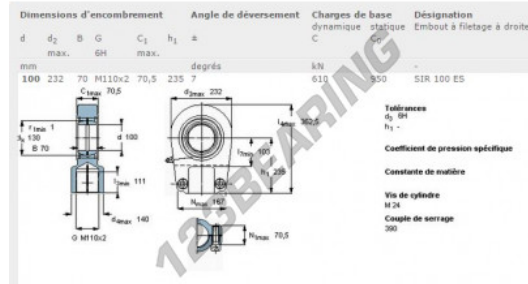 Dimensions d'encombrement Angle de déversement Charges de base Désignation
dynamique statique Embout à filetage à droite
d d2 B G C1 h1 a C C0
max. 6H max.
mm degrés kN -
100 232 70 M110x2 70,5 235 7 610 950 SIR 100 ES
C1max 70,5
d2max 232
r1min 1
dk 130
d 100
B 70
l3min 111
d4max 140
G M110x2
l4max 362,5
l7min 103
h1 235
Nmax 167
N1max 70,5
Tolérances
d2 6H
h1 -
Coefficient de pression spécifique
Constante de matière
Vis de cylindre
M 24
Couple de serrage
390
123BEARING